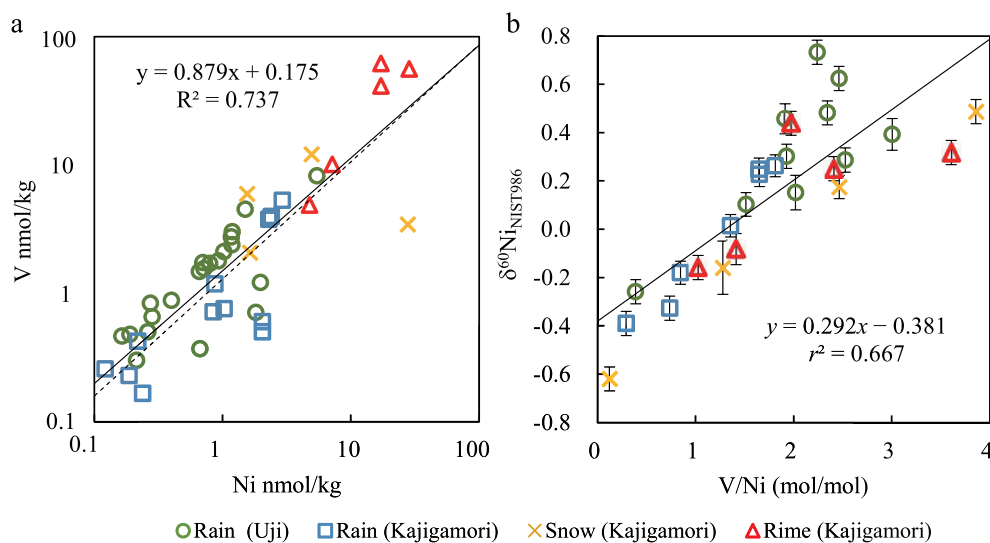 a
100
10
1
0.1
V nmol/kg
y = 0.879x + 0.175
R² = 0.737
0.1 1 10 100
Ni nmol/kg
b
0.8
0.6
0.4
0.2
0.0
-0.2
-0.4
-0.6
-0.8
δ⁶⁰Ni NIST986
y = 0.292x − 0.381
r² = 0.667
0 1 2 3 4
V/Ni (mol/mol)
Rain (Uji) Rain (Kajigamori) Snow (Kajigamori) Rime (Kajigamori)